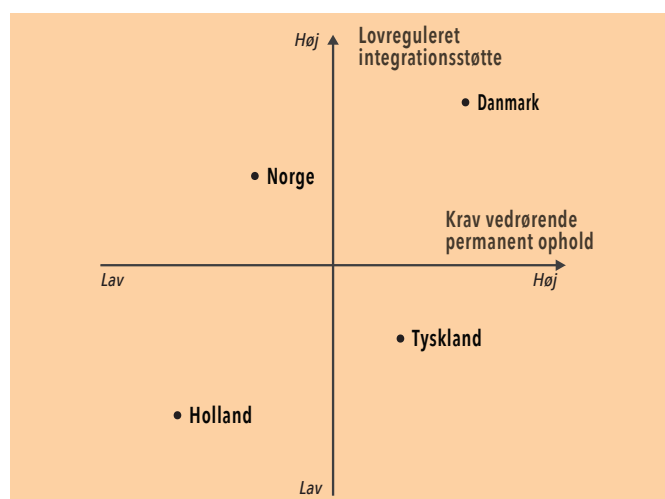 Høj
Lovreguleret
integrationsstøtte
Danmark
Norge
Krav vedrørende
permanent ophold
Lav
Høj
Tyskland
Holland
Lav